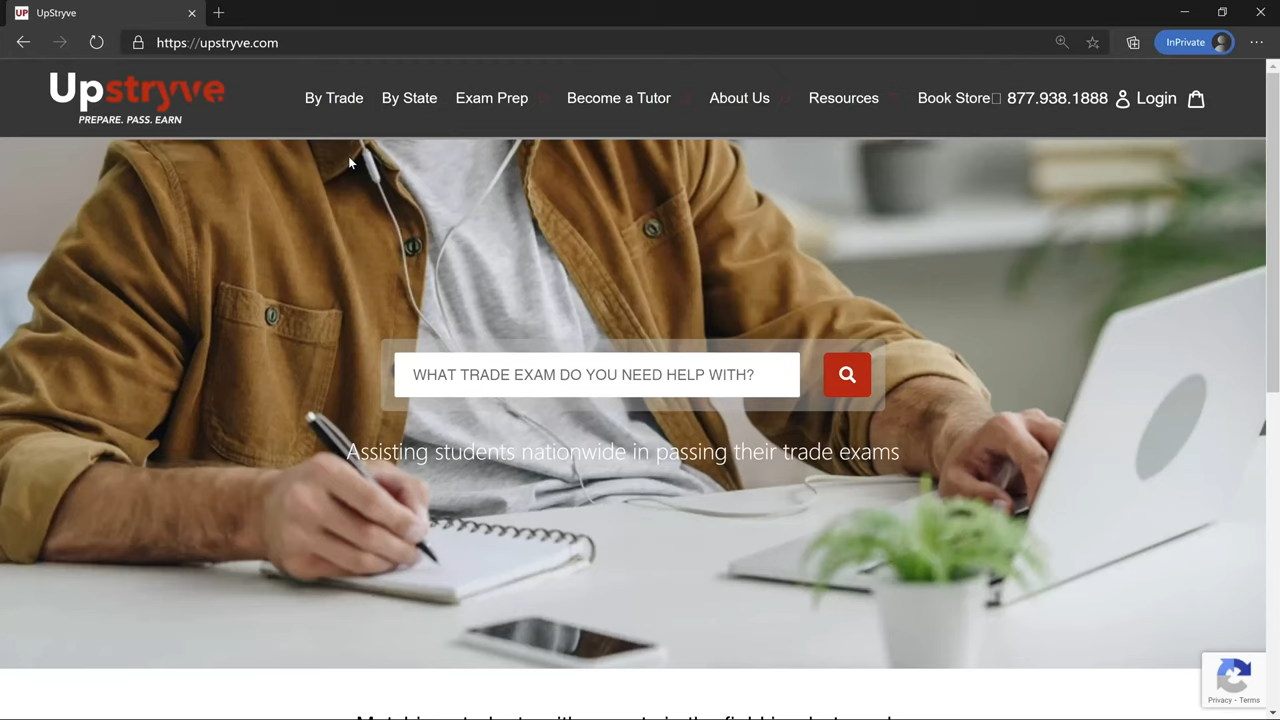 UP UpStryve
https://upstryve.com
InPrivate
Upstryve
PREPARE. PASS. EARN
By Trade By State Exam Prep Become a Tutor About Us Resources Book Store 877.938.1888 Login
WHAT TRADE EXAM DO YOU NEED HELP WITH?
Assisting students nationwide in passing their trade exams
Privacy - Terms